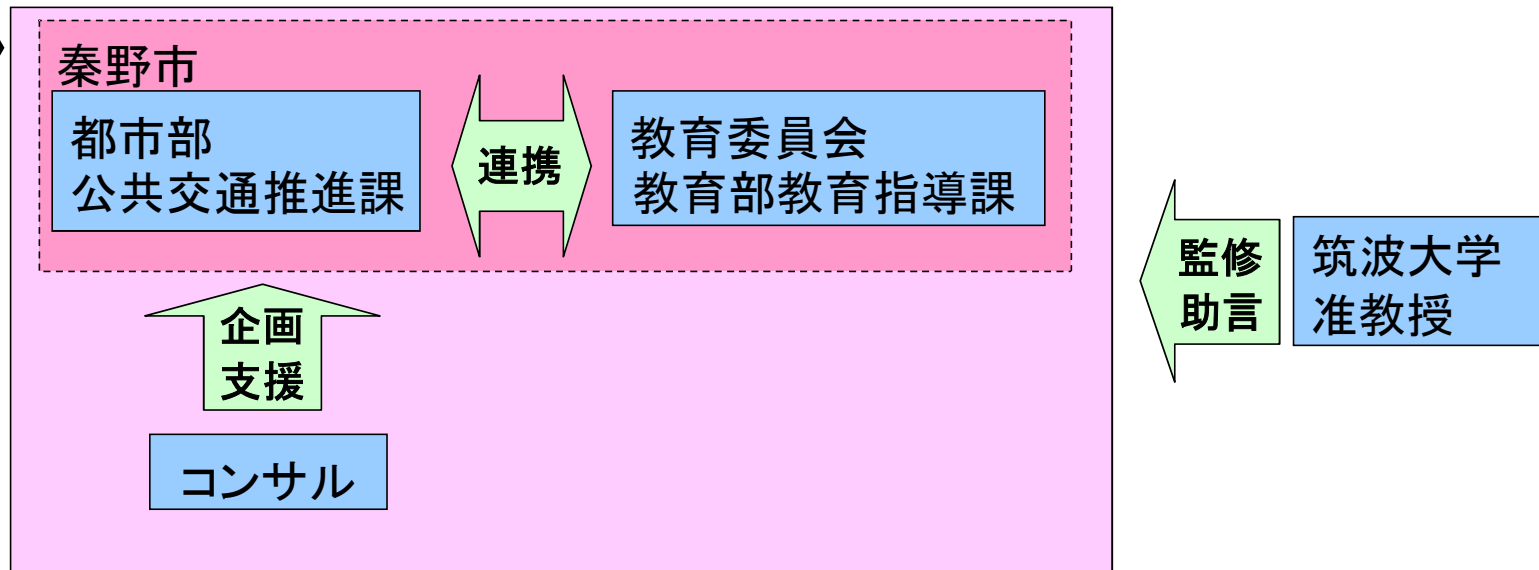 秦野市
都市部
公共交通推進課
連携
教育委員会
教育部教育指導課
監修
助言
筑波大学
准教授
企画
支援
コンサル